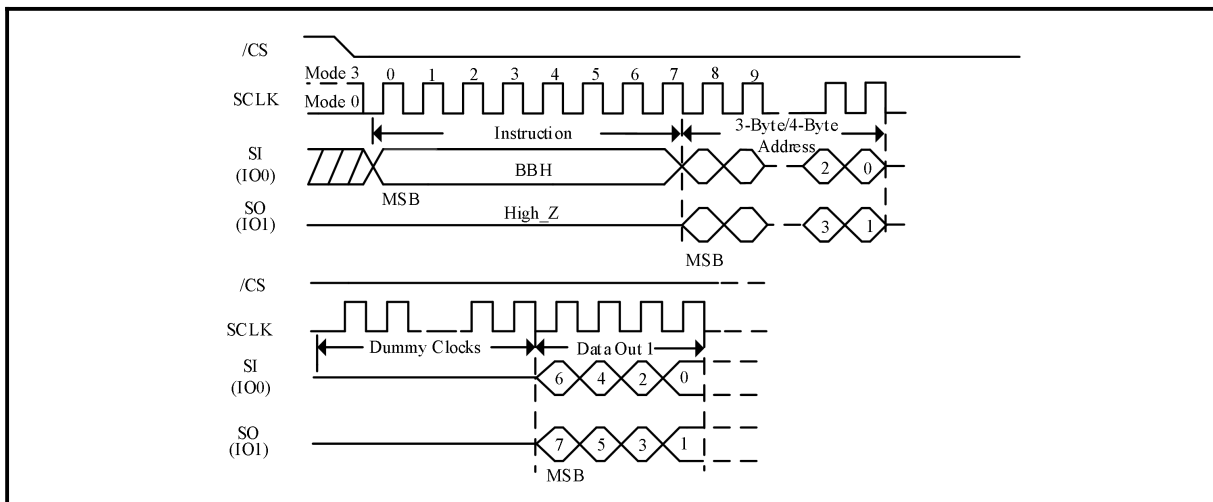 /CS
Mode 3 0 1 2 3 4 5 6 7 8 9
SCLK
Mode 0
Instruction
3-Byte/4-Byte
Address
SI
(IO0)
BBH
2 0
MSB
SO
(IO1)
High_Z
3 1
MSB
/CS
SCLK
Dummy Clocks
Data Out 1
SI
(IO0)
6 4 2 0
SO
(IO1)
7 5 3 1
MSB